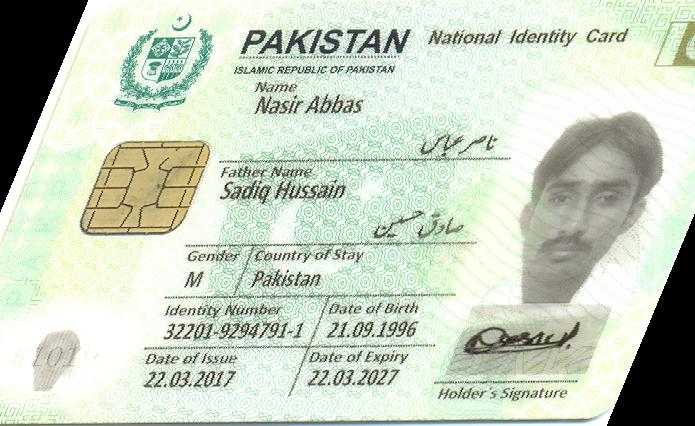 PAKISTAN National Identity Card
ISLAMIC REPUBLIC OF PAKISTAN
Name
Nasir Abbas
ناصر عباس
Father Name
Sadiq Hussain
صادق حسین
Gender Country of Stay
M Pakistan
Identity Number Date of Birth
32201-9294791-1 21.09.1996
Date of Issue Date of Expiry
22.03.2017 22.03.2027
Holder's Signature